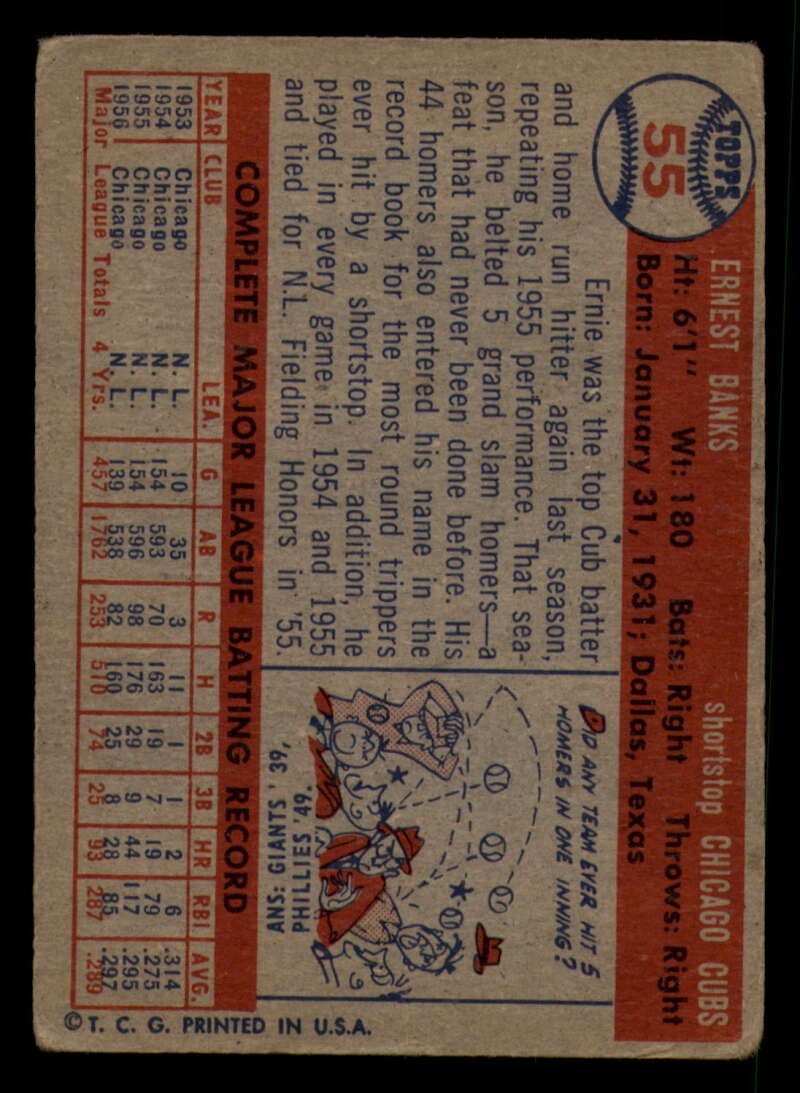 TOPPS
55
ERNEST BANKS shortstop CHICAGO CUBS
Ht: 6'1" Wt: 180 Bats: Right Throws: Right
Born: January 31, 1931; Dallas, Texas
Ernie was the top Cub batter
and home run hitter again last season,
repeating his 1955 performance. That sea-
son, he belted 5 grand slam homers—a
feat that had never been done before. His
44 homers also entered his name in the
record book for the most round trippers
ever hit by a shortstop. In addition, he
played in every game in 1954 and 1955
and tied for N.L. Fielding Honors in '55.
DID ANY TEAM EVER HIT 5
HOMERS IN ONE INNING?
ANS: GIANTS, '39,
PHILLIES '49.
COMPLETE MAJOR LEAGUE BATTING RECORD
YEAR CLUB LEA. G AB R H 2B 3B HR RBI AVG.
1953 Chicago N. L. 10 35 3 11 1 1 2 6 .314
1954 Chicago N. L. 154 593 70 163 19 7 19 79 .275
1955 Chicago N. L. 154 596 98 176 29 9 44 117 .295
1956 Chicago N. L. 139 538 82 160 25 8 28 85 .297
Major League Totals 4 Yrs. 457 1762 253 510 74 25 93 287 .289
© T. C. G. PRINTED IN U.S.A.